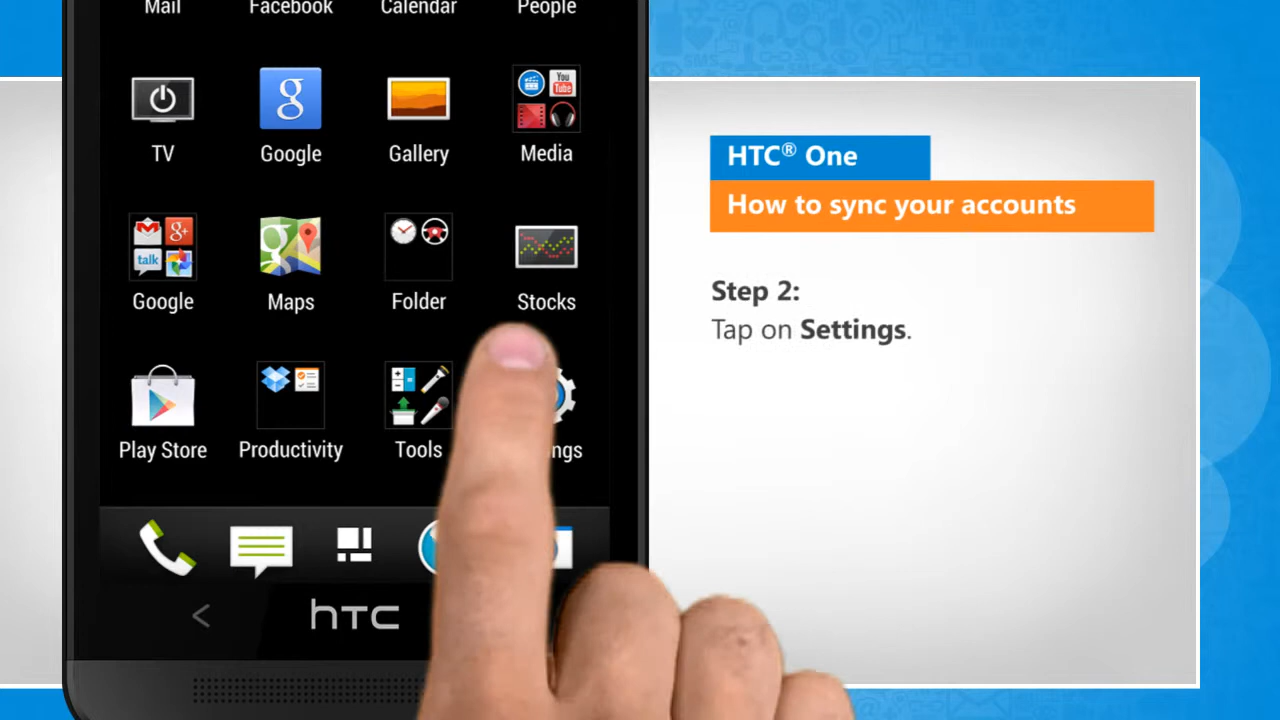 Mail Facebook Calendar People
You
Tube
TV Google Gallery Media
talk
Google Maps Folder Stocks
Play Store Productivity Tools
htc
HTC® One
How to sync your accounts
Step 2:
Tap on Settings.